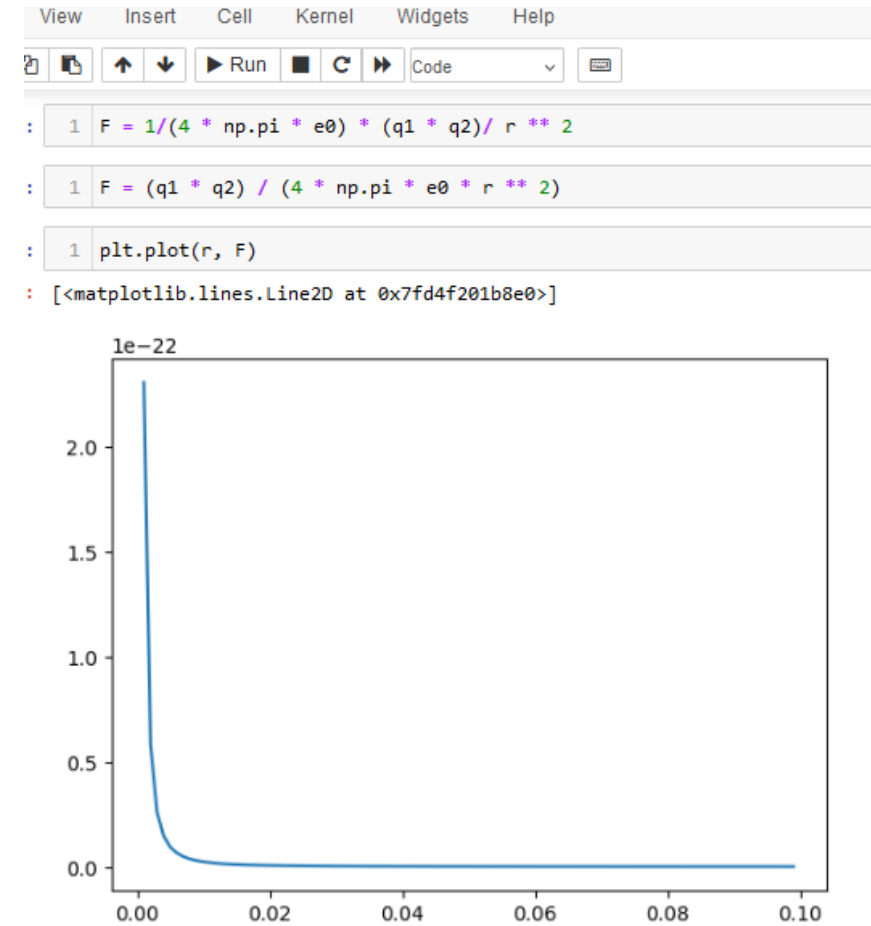 View Insert Cell Kernel Widgets Help
Run Code
: 1 F = 1/(4 * np.pi * e0) * (q1 * q2)/ r ** 2
: 1 F = (q1 * q2) / (4 * np.pi * e0 * r ** 2)
: 1 plt.plot(r, F)
: [<matplotlib.lines.Line2D at 0x7fd4f201b8e0>]
1e−22
2.0
1.5
1.0
0.5
0.0
0.00 0.02 0.04 0.06 0.08 0.10